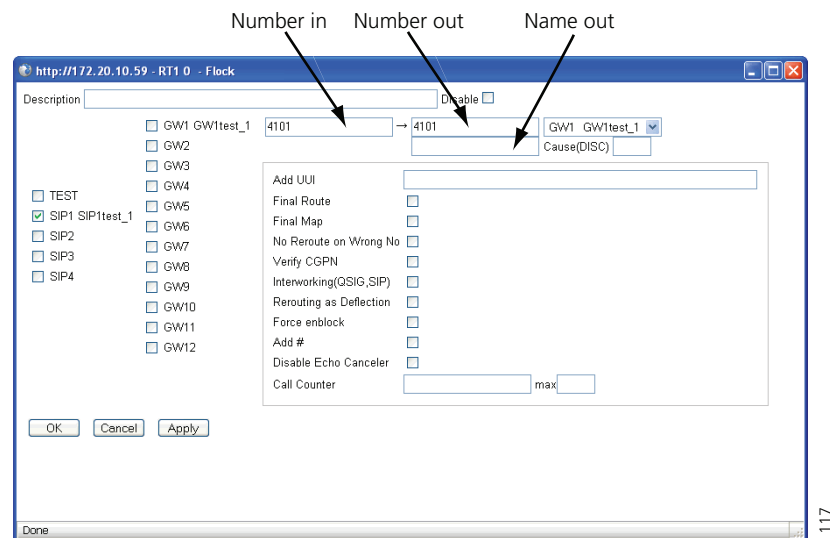 Number in Number out Name out
http://172.20.10.59 - RT1 0 - Flock
Description Disable
GW1 GW1test_1 4101 → 4101 GW1 GW1test_1
GW2 Cause(DISC)
GW3
GW4
GW5
GW6
GW7
GW8
GW9
GW10
GW11
GW12
TEST
SIP1 SIP1test_1
SIP2
SIP3
SIP4
Add UUI
Final Route
Final Map
No Reroute on Wrong No
Verify CGPN
Interworking(QSIG,SIP)
Rerouting as Deflection
Force enblock
Add #
Disable Echo Canceler
Call Counter max
OK Cancel Apply
Done
117